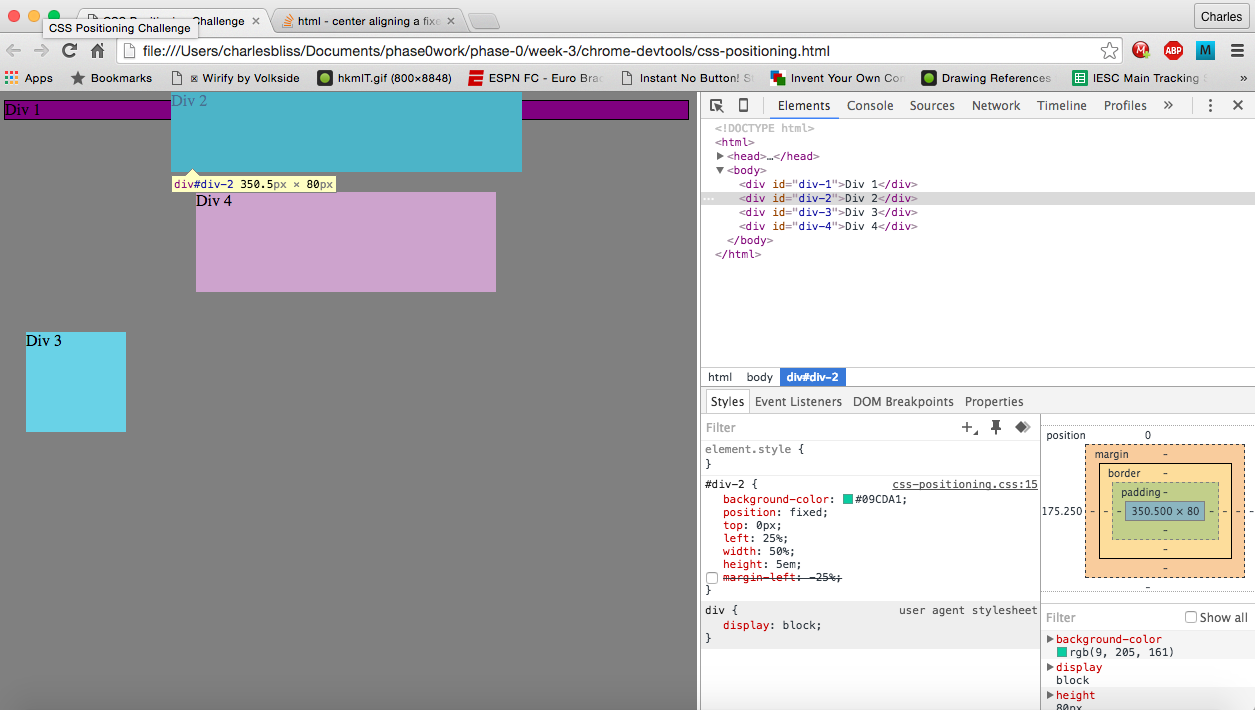 CSS Positioning Challenge
html - center aligning a fixe
Charles
CSS Positioning Challenge
file:///Users/charlesbliss/Documents/phase0work/phase-0/week-3/chrome-devtools/css-positioning.html
ABP
M
Apps Bookmarks Wirify by Volkside hkmIT.gif (800×8848) ESPN FC - Euro Brac Instant No Button! S Invent Your Own Con Drawing References IESC Main Tracking S »
Div 1
Div 2
div#div-2 350.5px × 80px
Div 4
Div 3
Elements Console Sources Network Timeline Profiles »
<!DOCTYPE html>
<html>
<head>…</head>
<body>
<div id="div-1">Div 1</div>
<div id="div-2">Div 2</div>
<div id="div-3">Div 3</div>
<div id="div-4">Div 4</div>
</body>
</html>
html body div#div-2
Styles Event Listeners DOM Breakpoints Properties
Filter
element.style {
}
#div-2 { css-positioning.css:15
background-color: #09CDA1;
position: fixed;
top: 0px;
left: 25%;
width: 50%;
height: 5em;
margin-left: -25%;
}
div { user agent stylesheet
display: block;
}
position 0
margin -
border -
padding -
175.250 - - - 350.500 × 80 - - - -
-
-
-
-
Filter Show all
background-color
rgb(9, 205, 161)
display
block
height
80px